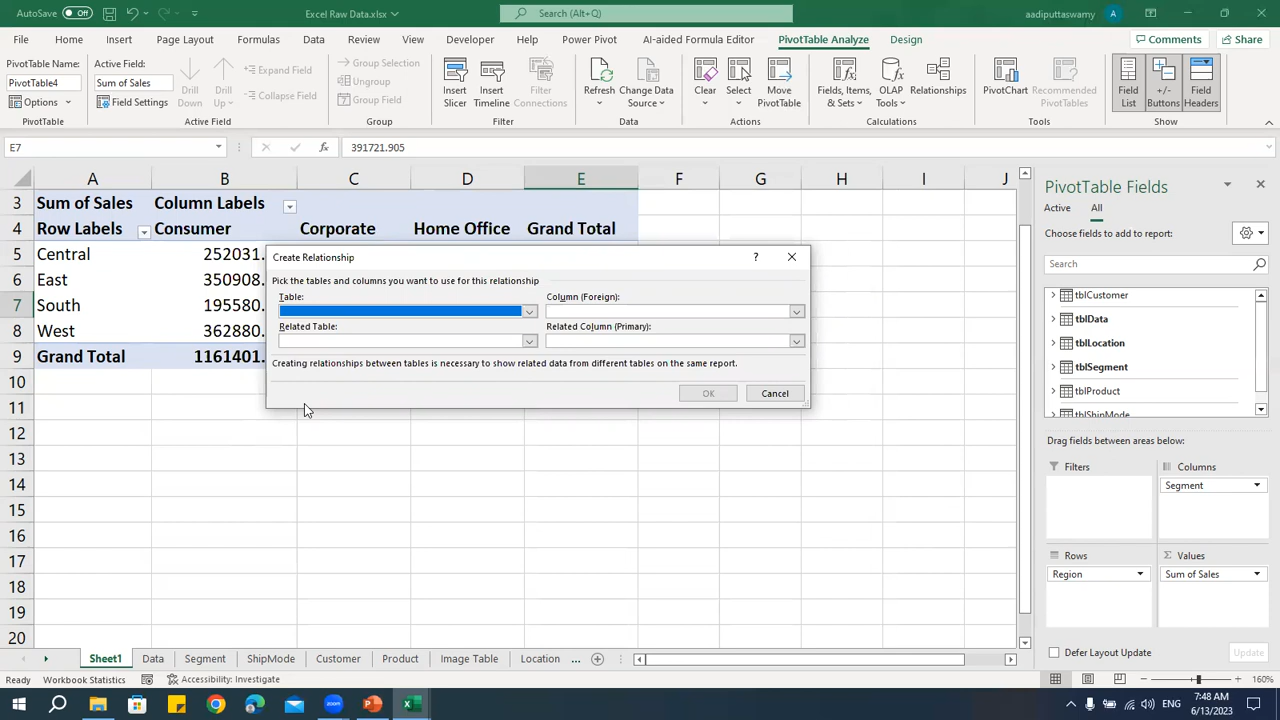 AutoSave Off Excel Raw Data.xlsx Search (Alt+Q) aadiputtaswamy A
File Home Insert Page Layout Formulas Data Review View Developer Help Power Pivot AI-aided Formula Editor PivotTable Analyze Design Comments Share
PivotTable Name:
PivotTable4
Options
PivotTable
Active Field:
Sum of Sales
Field Settings
Drill Down
Drill Up
Expand Field
Collapse Field
Active Field
Group Selection
Ungroup
Group Field
Group
Insert Slicer
Insert Timeline
Filter Connections
Filter
Refresh
Change Data Source
Data
Clear
Select
Move PivotTable
Actions
Fields, Items, & Sets
OLAP Tools
Relationships
Calculations
PivotChart
Recommended PivotTables
Tools
Field List
+/- Buttons
Field Headers
Show
E7 fx 391721.905
A B C D E F G H I J
3 Sum of Sales Column Labels
4 Row Labels Consumer Corporate Home Office Grand Total
5 Central 252031.
6 East 350908.
7 South 195580.
8 West 362880.
9 Grand Total 1161401.
10
11
12
13
14
15
16
17
18
19
20
Create Relationship ?
Pick the tables and columns you want to use for this relationship
Table: Column (Foreign):
Related Table: Related Column (Primary):
Creating relationships between tables is necessary to show related data from different tables on the same report.
OK Cancel
PivotTable Fields
Active All
Choose fields to add to report:
Search
tblCustomer
tblData
tblLocation
tblSegment
tblProduct
tblShipMode
Drag fields between areas below:
Filters Columns
Segment
Rows Σ Values
Region Sum of Sales
Defer Layout Update Update
Sheet1 Data Segment ShipMode Customer Product Image Table Location ...
Ready Workbook Statistics Accessibility: Investigate 160%
zoom ENG 7:48 AM
6/13/2023